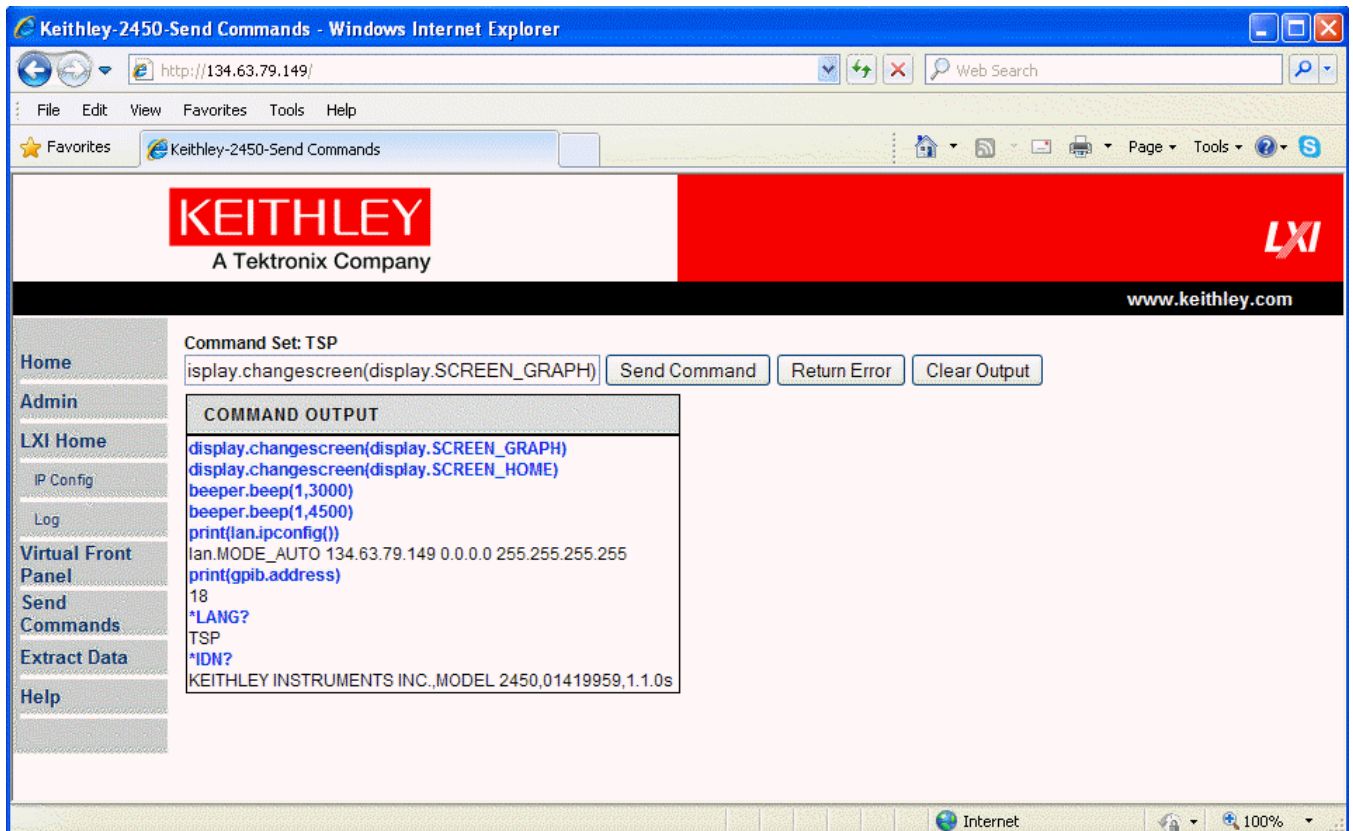 Keithley-2450-Send Commands - Windows Internet Explorer
http://134.63.79.149/
Web Search
File Edit View Favorites Tools Help
Favorites
Keithley-2450-Send Commands
Page Tools
KEITHLEY
A Tektronix Company
LXI
www.keithley.com
Home
Admin
LXI Home
IP Config
Log
Virtual Front
Panel
Send
Commands
Extract Data
Help
Command Set: TSP
isplay.changescreen(display.SCREEN_GRAPH) Send Command Return Error Clear Output
COMMAND OUTPUT
display.changescreen(display.SCREEN_GRAPH)
display.changescreen(display.SCREEN_HOME)
beeper.beep(1,3000)
beeper.beep(1,4500)
print(lan.ipconfig())
lan.MODE_AUTO 134.63.79.149 0.0.0.0 255.255.255.255
print(gpib.address)
18
*LANG?
TSP
*IDN?
KEITHLEY INSTRUMENTS INC.,MODEL 2450,01419959,1.1.0s
Internet
100%